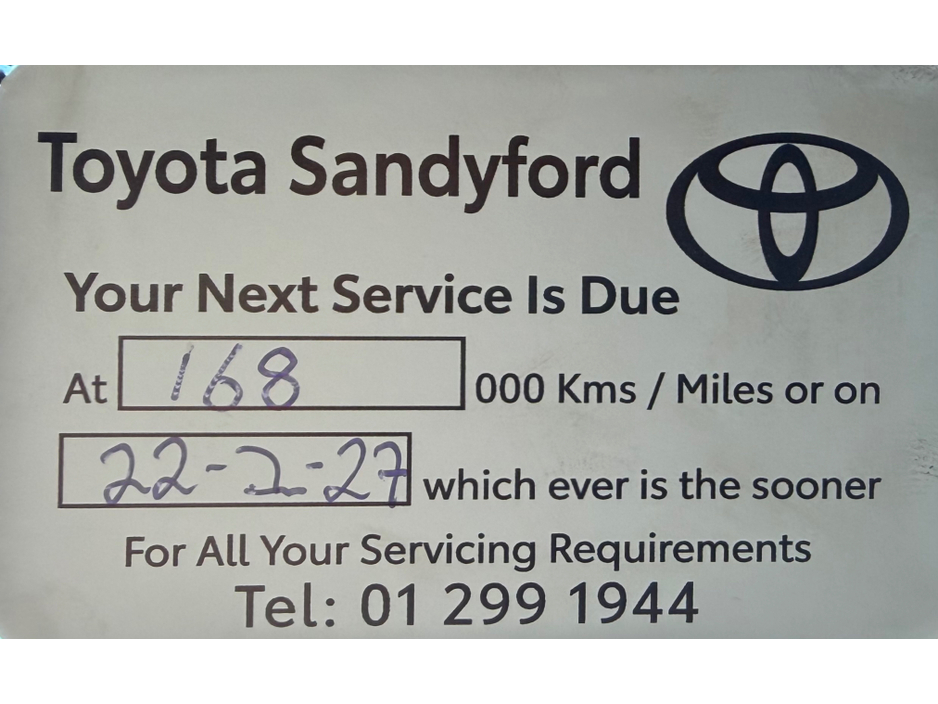 Toyota Sandyford
Your Next Service Is Due
At 168 000 Kms / Miles or on
22-2-27 which ever is the sooner
For All Your Servicing Requirements
Tel: 01 299 1944